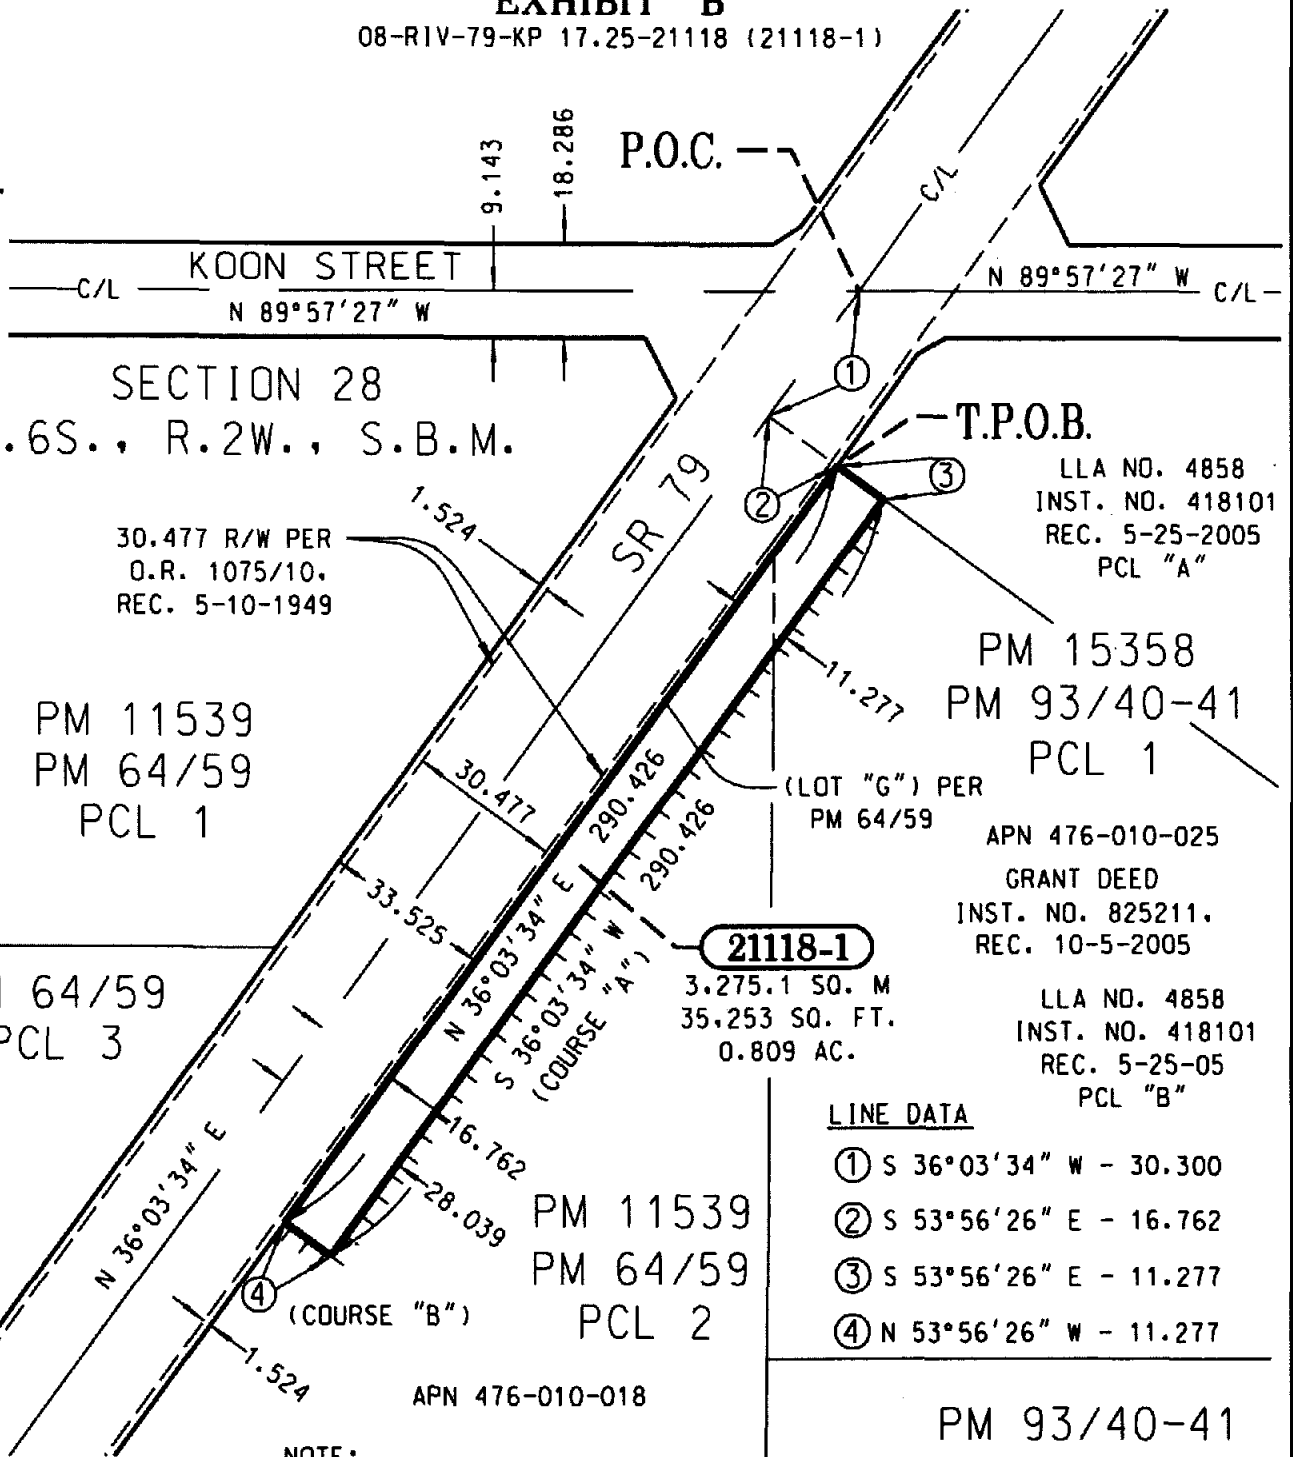 EXHIBIT "B"
08-RIV-79-KP 17.25-21118 (21118-1)
9.143
18.286
P.O.C.
C/L
KOON STREET
C/L
N 89°57'27" W
N 89°57'27" W
C/L
SECTION 28
.6S., R.2W., S.B.M.
1
T.P.O.B.
2
3
LLA NO. 4858
INST. NO. 418101
REC. 5-25-2005
PCL "A"
1.524
SR 79
30.477 R/W PER
O.R. 1075/10,
REC. 5-10-1949
PM 15358
PM 93/40-41
PCL 1
11.277
PM 11539
PM 64/59
PCL 1
30.477
290.426
290.426
(LOT "G") PER
PM 64/59
APN 476-010-025
GRANT DEED
INST. NO. 825211,
REC. 10-5-2005
33.525
N 36°03'34" E
S 36°03'34" W
(COURSE "A")
21118-1
3,275.1 SQ. M
35,253 SQ. FT.
0.809 AC.
64/59
PCL 3
LLA NO. 4858
INST. NO. 418101
REC. 5-25-05
PCL "B"
16.762
28.039
N 36°03'34" E
LINE DATA
1 S 36°03'34" W - 30.300
2 S 53°56'26" E - 16.762
3 S 53°56'26" E - 11.277
4 N 53°56'26" W - 11.277
PM 11539
PM 64/59
PCL 2
4
(COURSE "B")
1.524
APN 476-010-018
PM 93/40-41
NOTE: